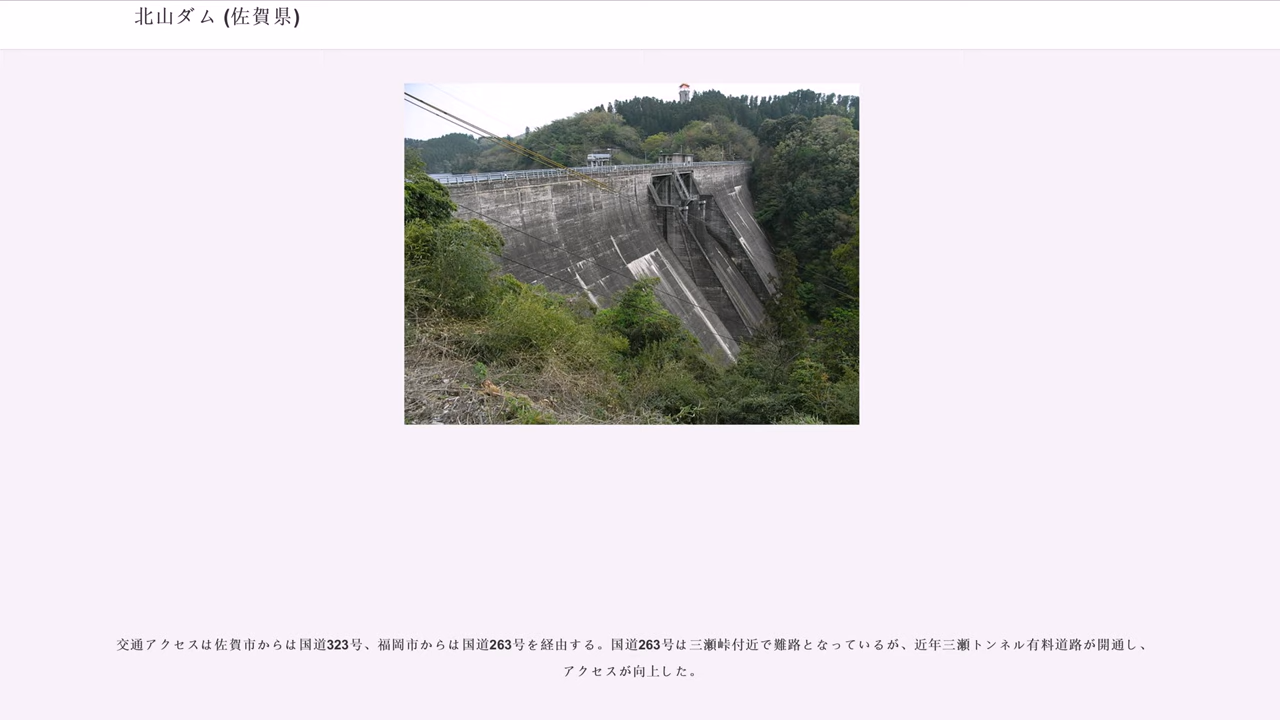 北山ダム (佐賀県)
交通アクセスは佐賀市からは国道323号、福岡市からは国道263号を経由する。国道263号は三瀬峠付近で難路となっているが、近年三瀬トンネル有料道路が開通し、
アクセスが向上した。